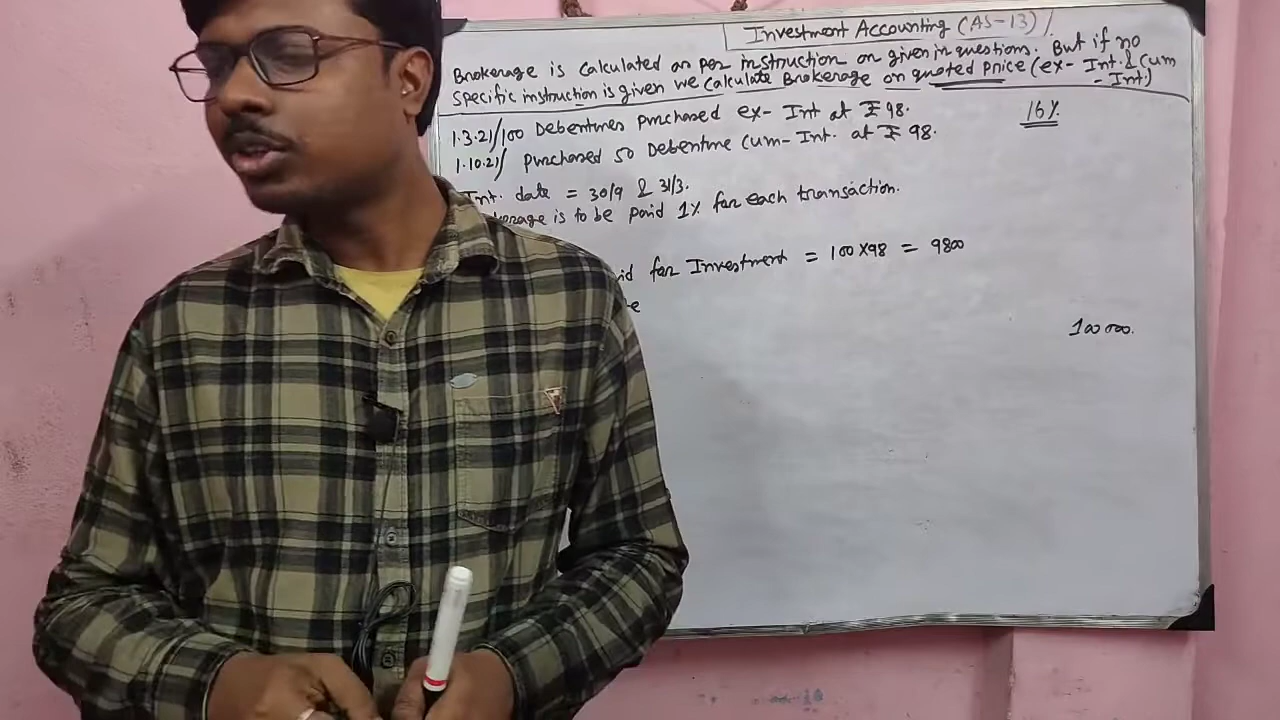 Investment Accounting (AS-13)
Brokerage is calculated as per instruction or given in questions. But if no
specific instruction is given we calculate Brokerage on quoted price (ex-Int. & cum
-Int)
1.3.21/ 100 Debentures purchased ex-Int at ₹ 98.
16%
1.10.21/ purchased 50 Debenture cum-Int. at ₹ 98.
Int. date = 30/9 & 31/3.
is to be paid 1% for each transaction.
for Investment = 100X98 = 9800
100000.